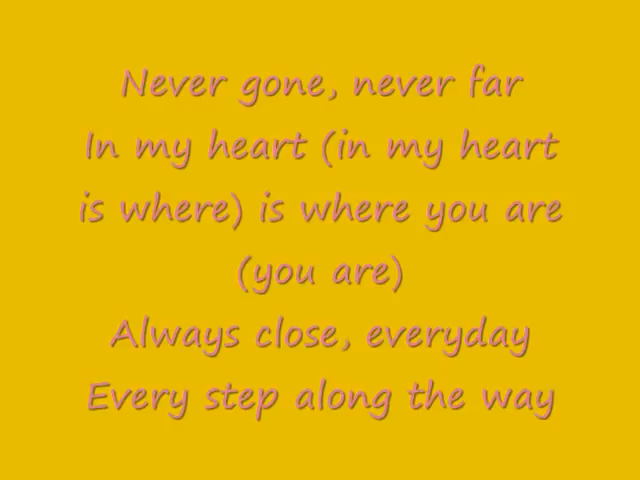 Never gone, never far
In my heart (in my heart
is where) is where you are
(you are)
Always close, everyday
Every step along the way